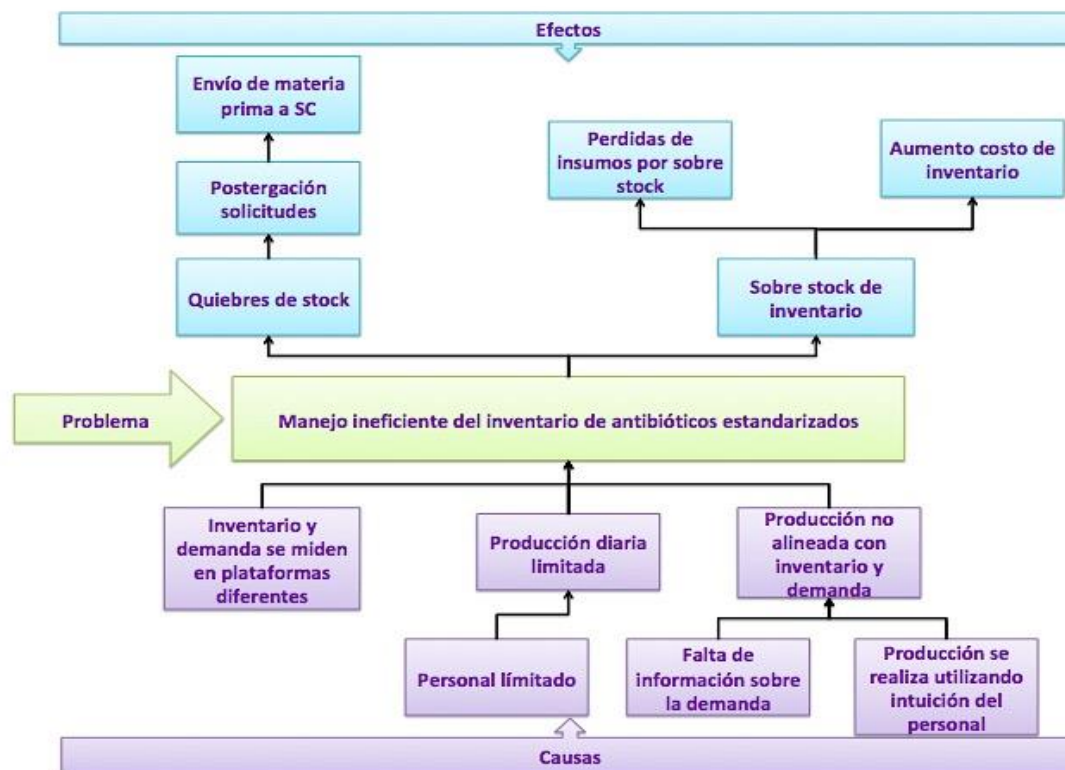 Efectos
Envío de materia
prima a SC
Perdidas de
insumos por sobre
stock
Aumento costo de
inventario
Postergación
solicitudes
Quiebres de stock
Sobre stock de
inventario
Problema
Manejo ineficiente del inventario de antibióticos estandarizados
Inventario y
demanda se miden
en plataformas
diferentes
Producción diaria
limitada
Producción no
alineada con
inventario y
demanda
Personal límitado
Falta de
información sobre
la demanda
Producción se
realiza utilizando
intuición del
personal
Causas